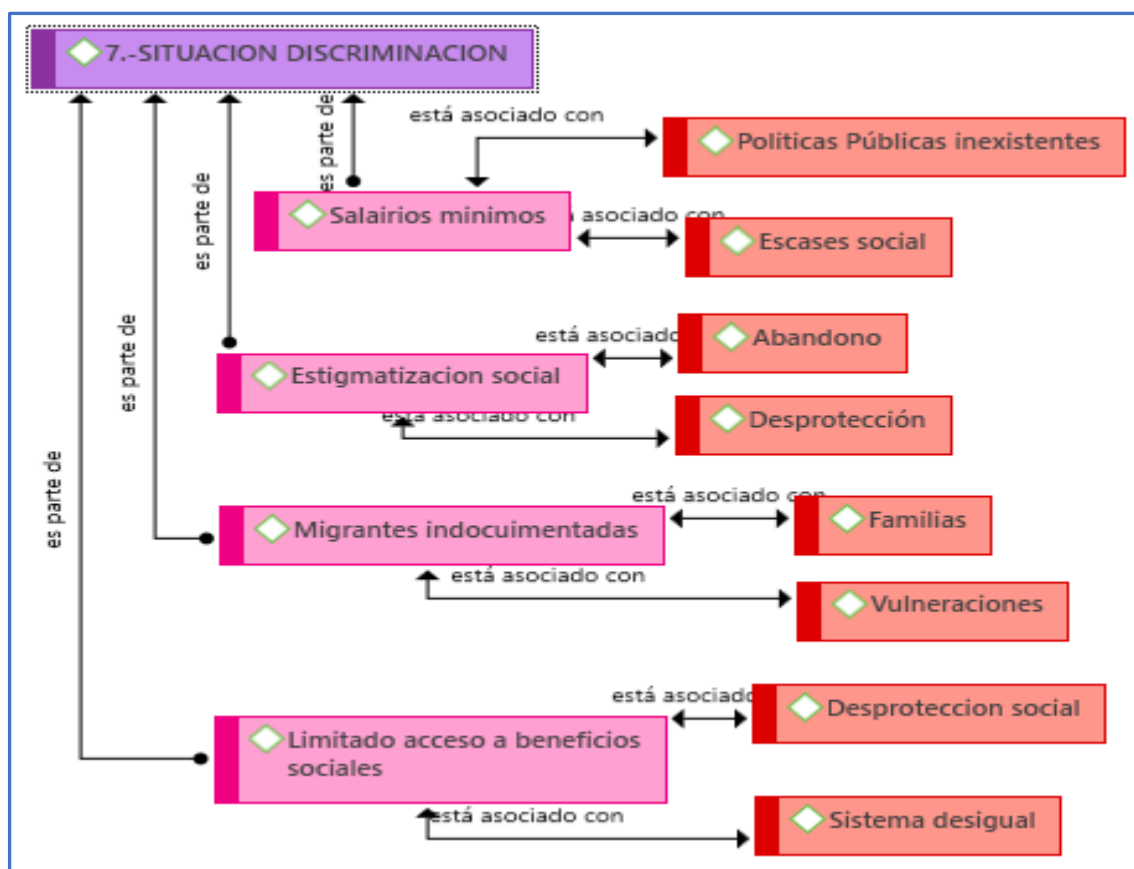 7.-SITUACION DISCRIMINACION
está asociado con
Politicas Públicas inexistentes
es parte de
Salairios minimos
asociado con
Escases social
es parte de
está asociado
Abandono
Estigmatizacion social
está asociado con
Desprotección
es parte de
está asociado con
Familias
Migrantes indocuimentadas
está asociado con
Vulneraciones
es parte de
está asociado
Desproteccion social
Limitado acceso a beneficios
sociales
está asociado con
Sistema desigual